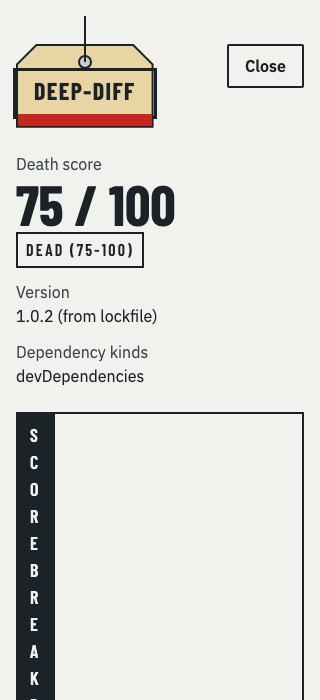 DEEP-DIFF
Close
Death score
75 / 100
DEAD (75-100)
Version
1.0.2 (from lockfile)
Dependency kinds
devDependencies
S
C
O
R
E
B
R
E
A
K